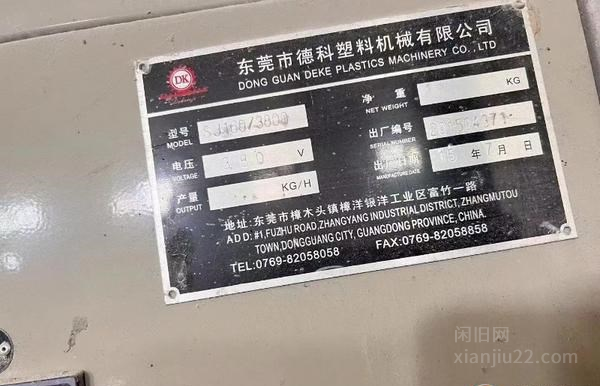 DK
东莞市德科塑料机械有限公司
DONG GUAN DEKE PLASTICS MACHINERY CO., LTD
型号 SJ160/3800
MODEL
电压 380 V
VOLTAGE
产量 KG/H
OUTPUT
净重 KG
NET WEIGHT
出厂编号
SERIAL NUMBER
出厂日期 年7月 日
MANUFACTURE DATE
地址:东莞市樟木头镇樟洋银洋工业区富竹一路
ADD:#1,FUZHU ROAD,ZHANGYANG INDUSTRIAL DISTRICT,ZHANGMUTOU
TOWN,DONGGUANG CITY,GUANGDONG PROVINCE,CHINA.
TEL:0769-82058058 FAX:0769-82058858
闲旧网
xianjiu22.com